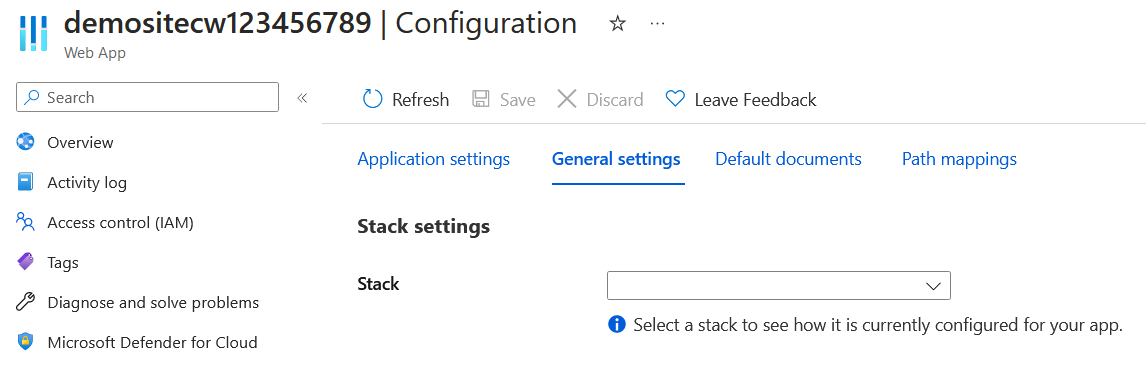 demositecw123456789 | Configuration
Web App
Search
Refresh
Save
Discard
Leave Feedback
Overview
Activity log
Access control (IAM)
Tags
Diagnose and solve problems
Microsoft Defender for Cloud
Application settings
General settings
Default documents
Path mappings
Stack settings
Stack
Select a stack to see how it is currently configured for your app.